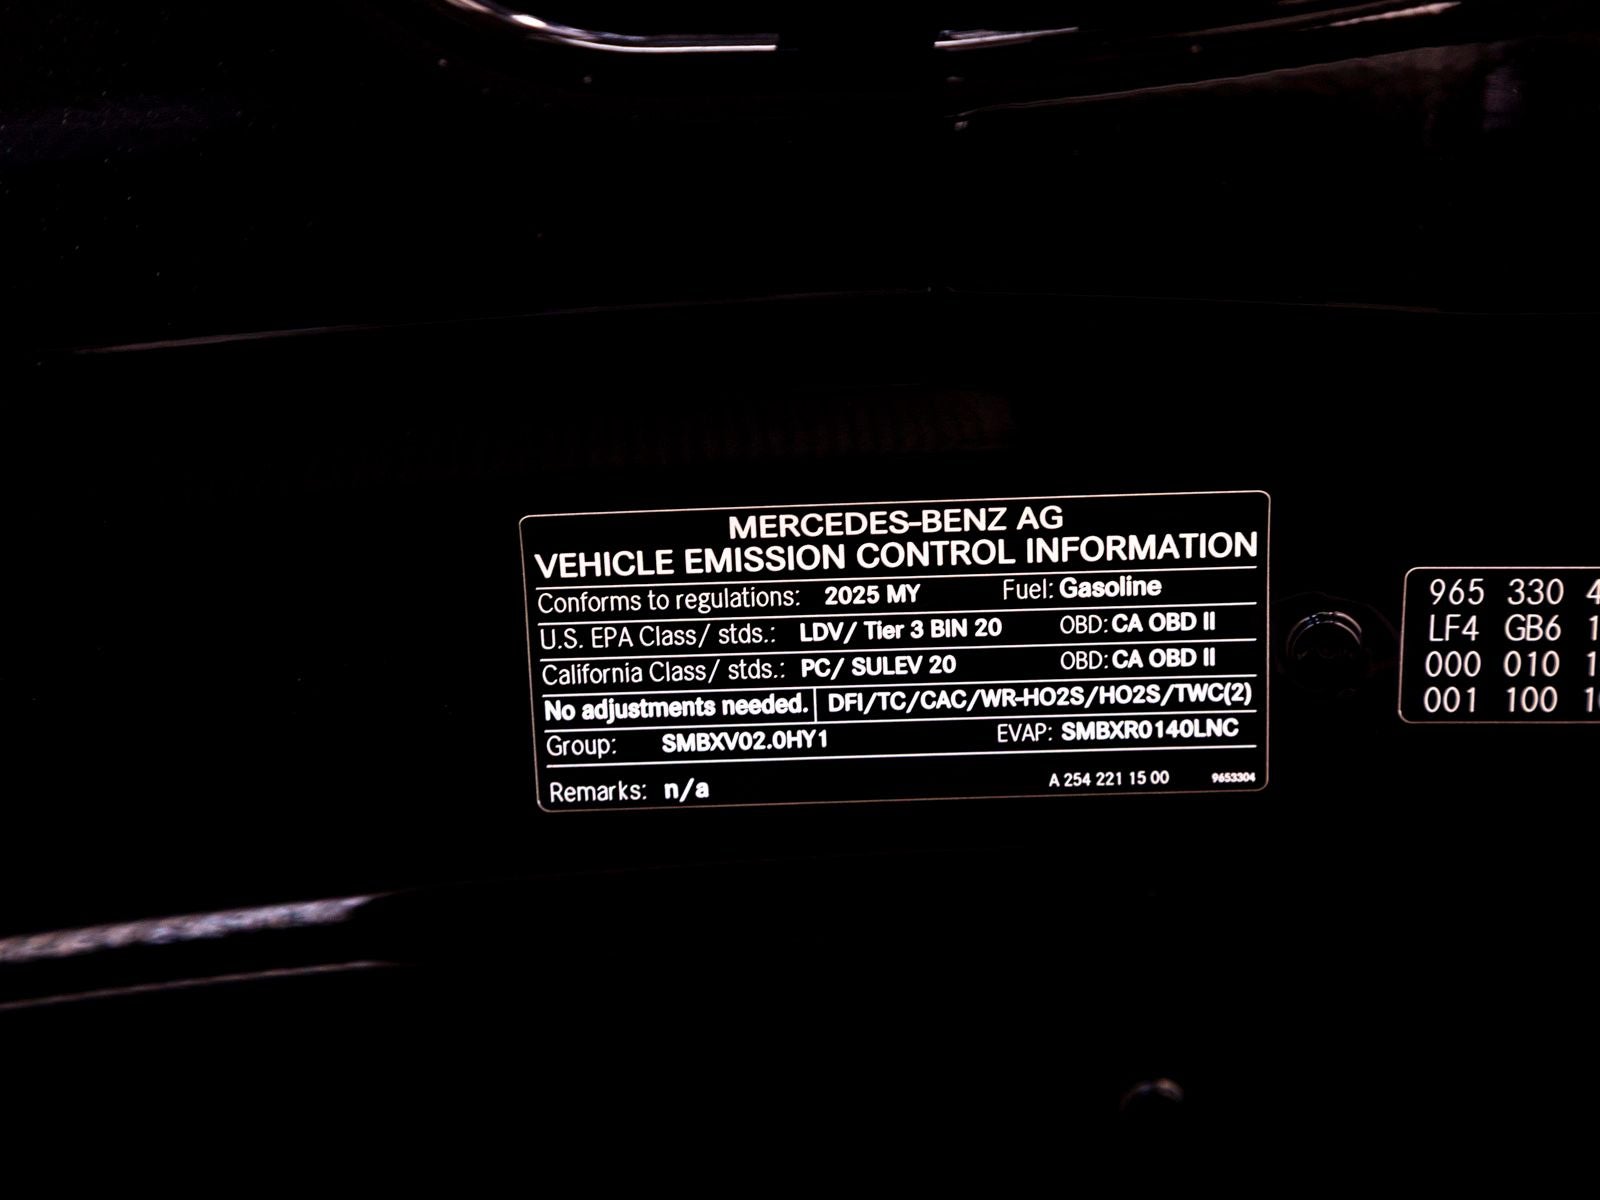 MERCEDES-BENZ AG
VEHICLE EMISSION CONTROL INFORMATION
Conforms to regulations: 2025 MY Fuel: Gasoline
U.S. EPA Class/ stds.: LDV/ Tier 3 BIN 20 OBD: CA OBD II
California Class/ stds.: PC/ SULEV 20 OBD: CA OBD II
No adjustments needed. DFI/TC/CAC/WR-HO2S/HO2S/TWC(2)
Group: SMBXV02.0HY1 EVAP: SMBXR0140LNC
Remarks: n/a A 254 221 15 00 9653304
965 330
LF4 GB6
000 010
001 100